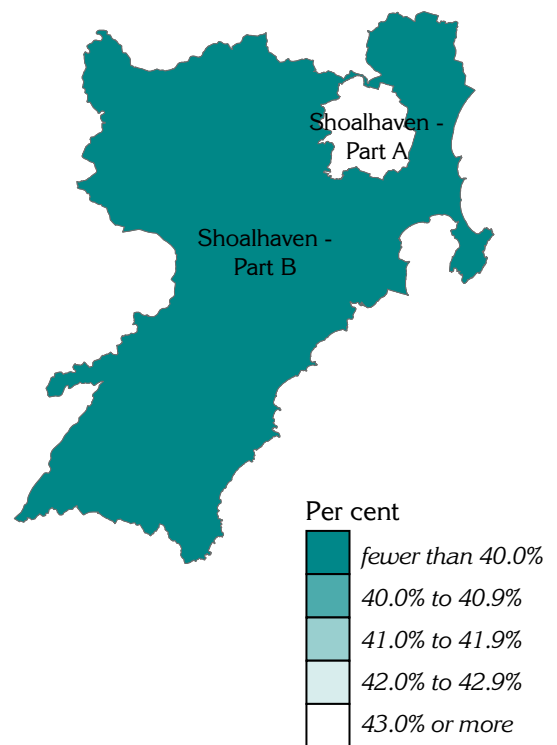 Shoalhaven -
Part A
Shoalhaven -
Part B
Per cent
fewer than 40.0%
40.0% to 40.9%
41.0% to 41.9%
42.0% to 42.9%
43.0% or more